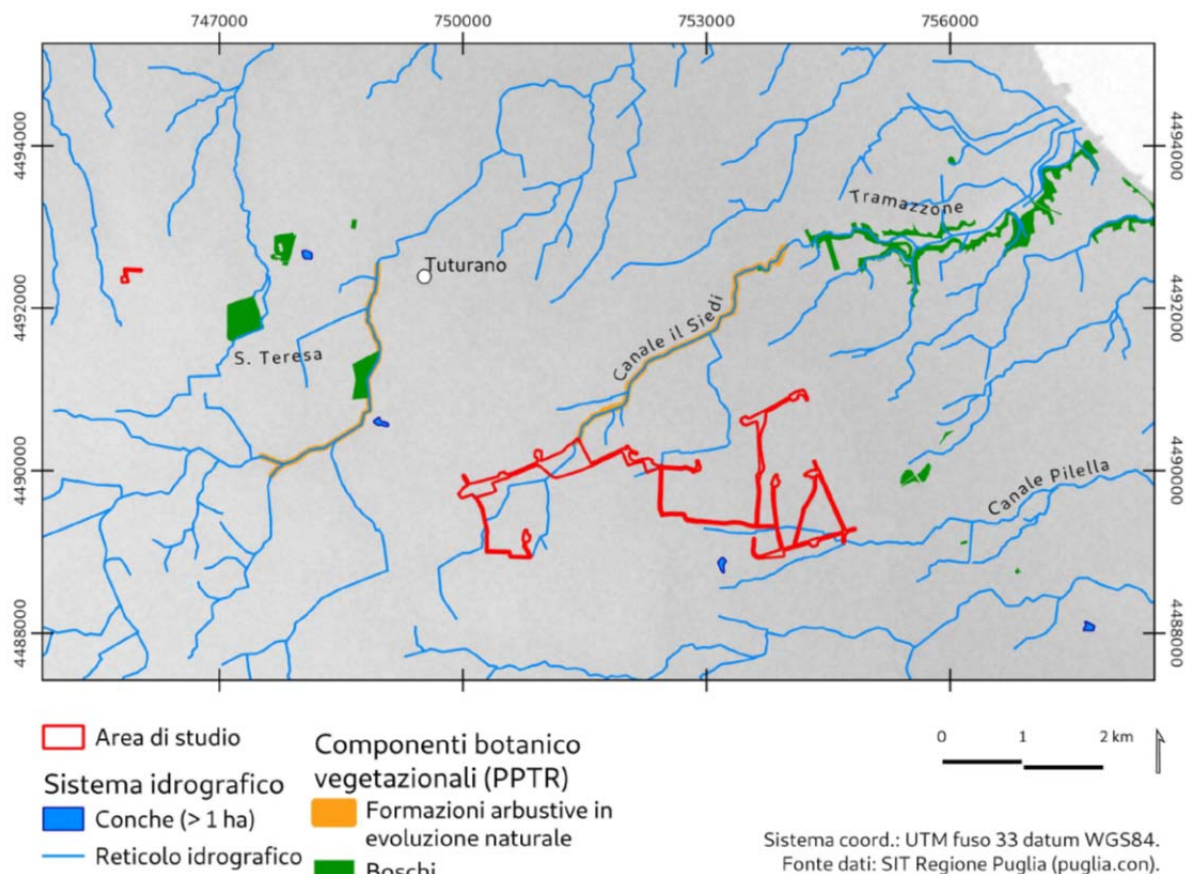 747000 750000 753000 756000
4494000 4494000
Tramazzone
Tuturano
4492000 4492000
Canale il Siedi
S. Teresa
4490000 4490000
Canale Pilella
4488000 4488000
Area di studio
Sistema idrografico
Conche (> 1 ha)
Reticolo idrografico
Componenti botanico
vegetazionali (PPTR)
Formazioni arbustive in
evoluzione naturale
Boschi
0 1 2 km
Sistema coord.: UTM fuso 33 datum WGS84.
Fonte dati: SIT Regione Puglia (puglia.con).